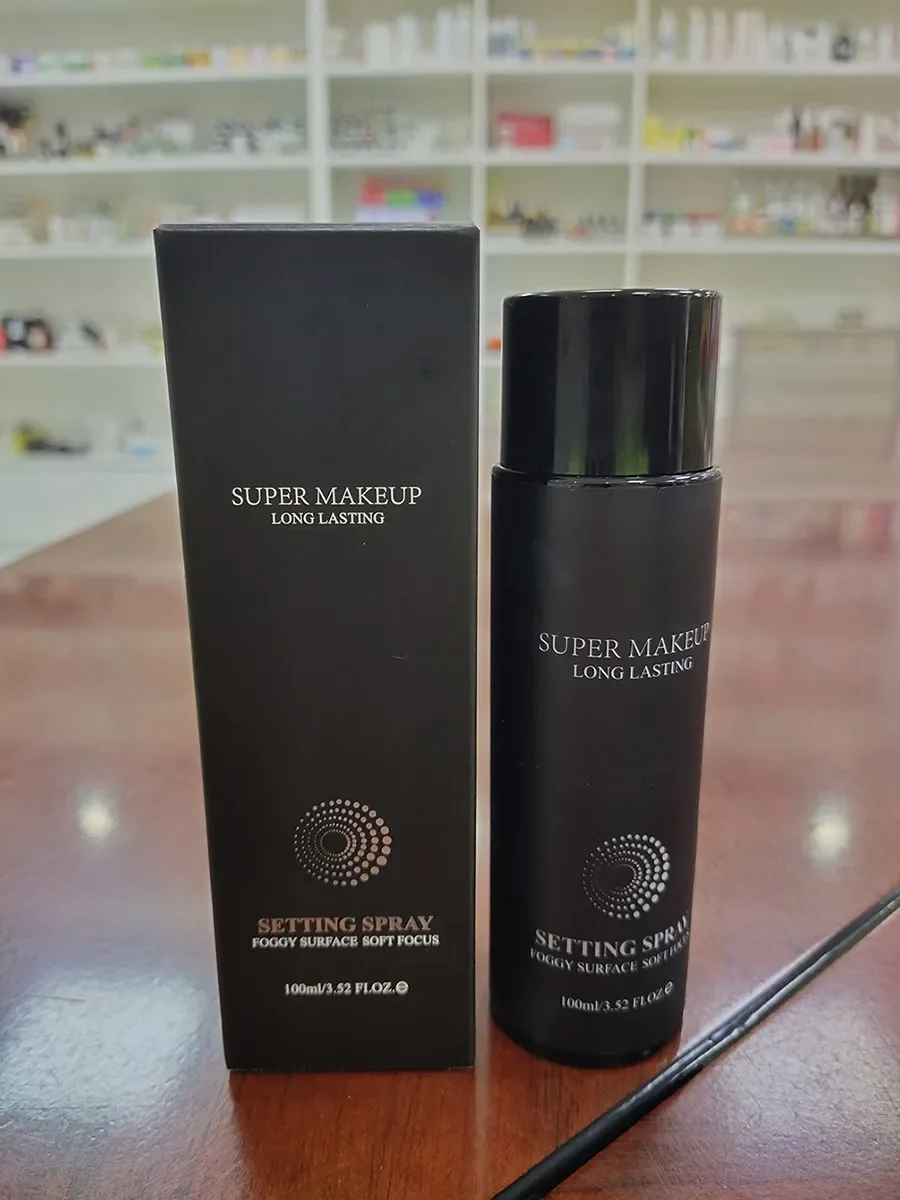 SUPER MAKEUP
LONG LASTING
SETTING SPRAY
FOGGY SURFACE SOFT FOCUS
100ml/3.52 FL.OZ.℮
SUPER MAKEUP
LONG LASTING
SETTING SPRAY
FOGGY SURFACE SOFT FOCUS
100ml/3.52 FL.OZ.℮